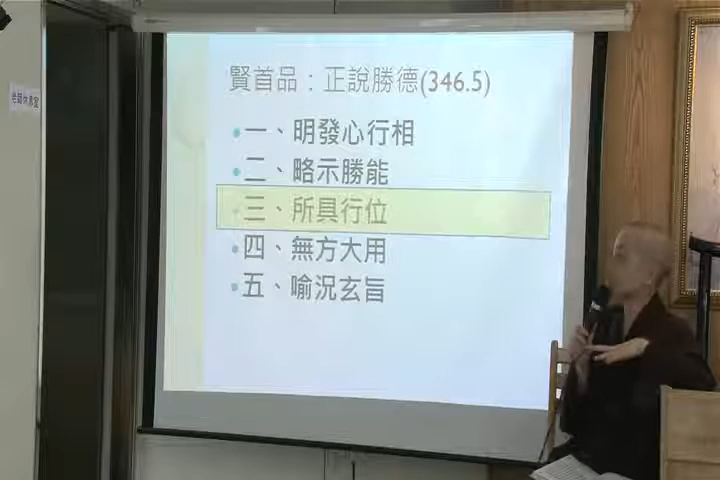 賢首品：正說勝德(346.5)
•一、明發心行相
•二、略示勝能
•三、所具行位
•四、無方大用
•五、喻況玄旨